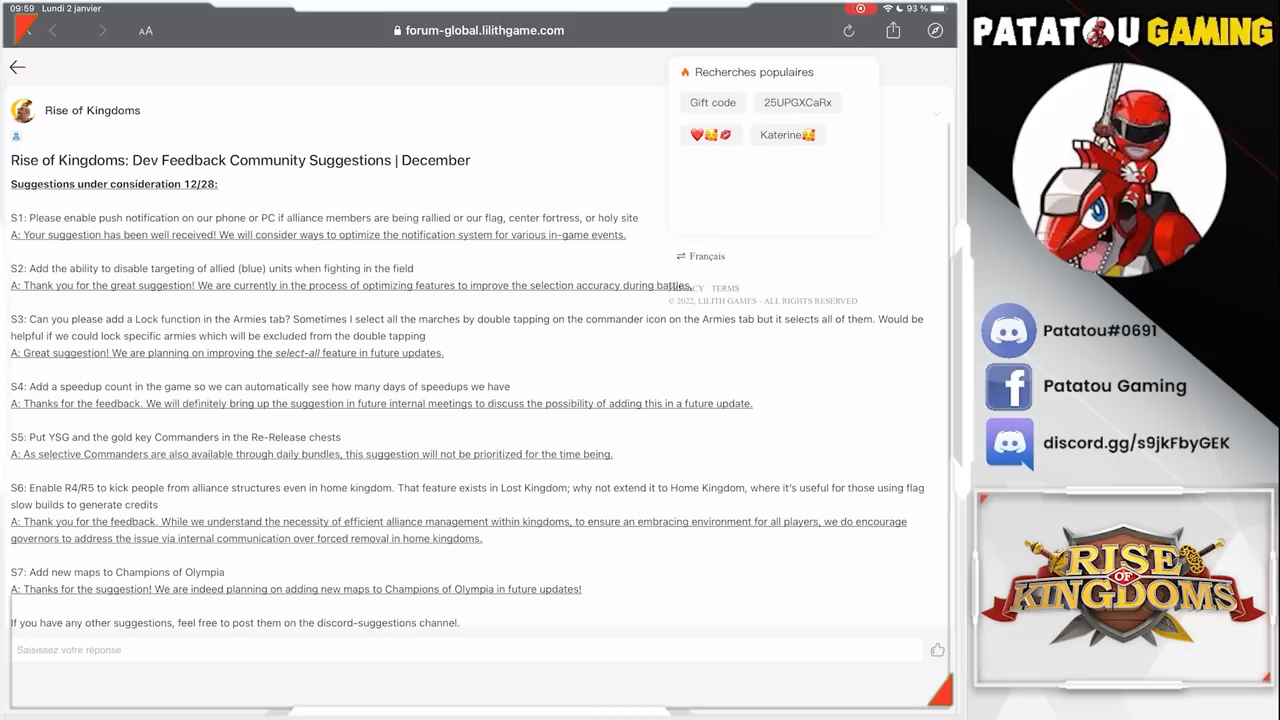 09:59 Lundi 2 janvier
93 %
AA
forum-global.lilithgame.com
Recherches populaires
Gift code
25UPGXCaRx
❤️🥰💋
Katerine🥰
Français
TERMS
© 2022, LILITH GAMES - ALL RIGHTS RESERVED
Rise of Kingdoms
Rise of Kingdoms: Dev Feedback Community Suggestions | December
Suggestions under consideration 12/28:
S1: Please enable push notification on our phone or PC if alliance members are being rallied or our flag, center fortress, or holy site
A: Your suggestion has been well received! We will consider ways to optimize the notification system for various in-game events.
S2: Add the ability to disable targeting of allied (blue) units when fighting in the field
A: Thank you for the great suggestion! We are currently in the process of optimizing features to improve the selection accuracy during battles.
S3: Can you please add a Lock function in the Armies tab? Sometimes I select all the marches by double tapping on the commander icon on the Armies tab but it selects all of them. Would be
helpful if we could lock specific armies which will be excluded from the double tapping
A: Great suggestion! We are planning on improving the select-all feature in future updates.
S4: Add a speedup count in the game so we can automatically see how many days of speedups we have
A: Thanks for the feedback. We will definitely bring up the suggestion in future internal meetings to discuss the possibility of adding this in a future update.
S5: Put YSG and the gold key Commanders in the Re-Release chests
A: As selective Commanders are also available through daily bundles, this suggestion will not be prioritized for the time being.
S6: Enable R4/R5 to kick people from alliance structures even in home kingdom. That feature exists in Lost Kingdom; why not extend it to Home Kingdom, where it's useful for those using flag
slow builds to generate credits
A: Thank you for the feedback. While we understand the necessity of efficient alliance management within kingdoms, to ensure an embracing environment for all players, we do encourage
governors to address the issue via internal communication over forced removal in home kingdoms.
S7: Add new maps to Champions of Olympia
A: Thanks for the suggestion! We are indeed planning on adding new maps to Champions of Olympia in future updates!
If you have any other suggestions, feel free to post them on the discord-suggestions channel.
Saisissez votre réponse
PATATOU GAMING
Patatou#0691
Patatou Gaming
discord.gg/s9jkFbyGEK
RISE
OF
KINGDOMS